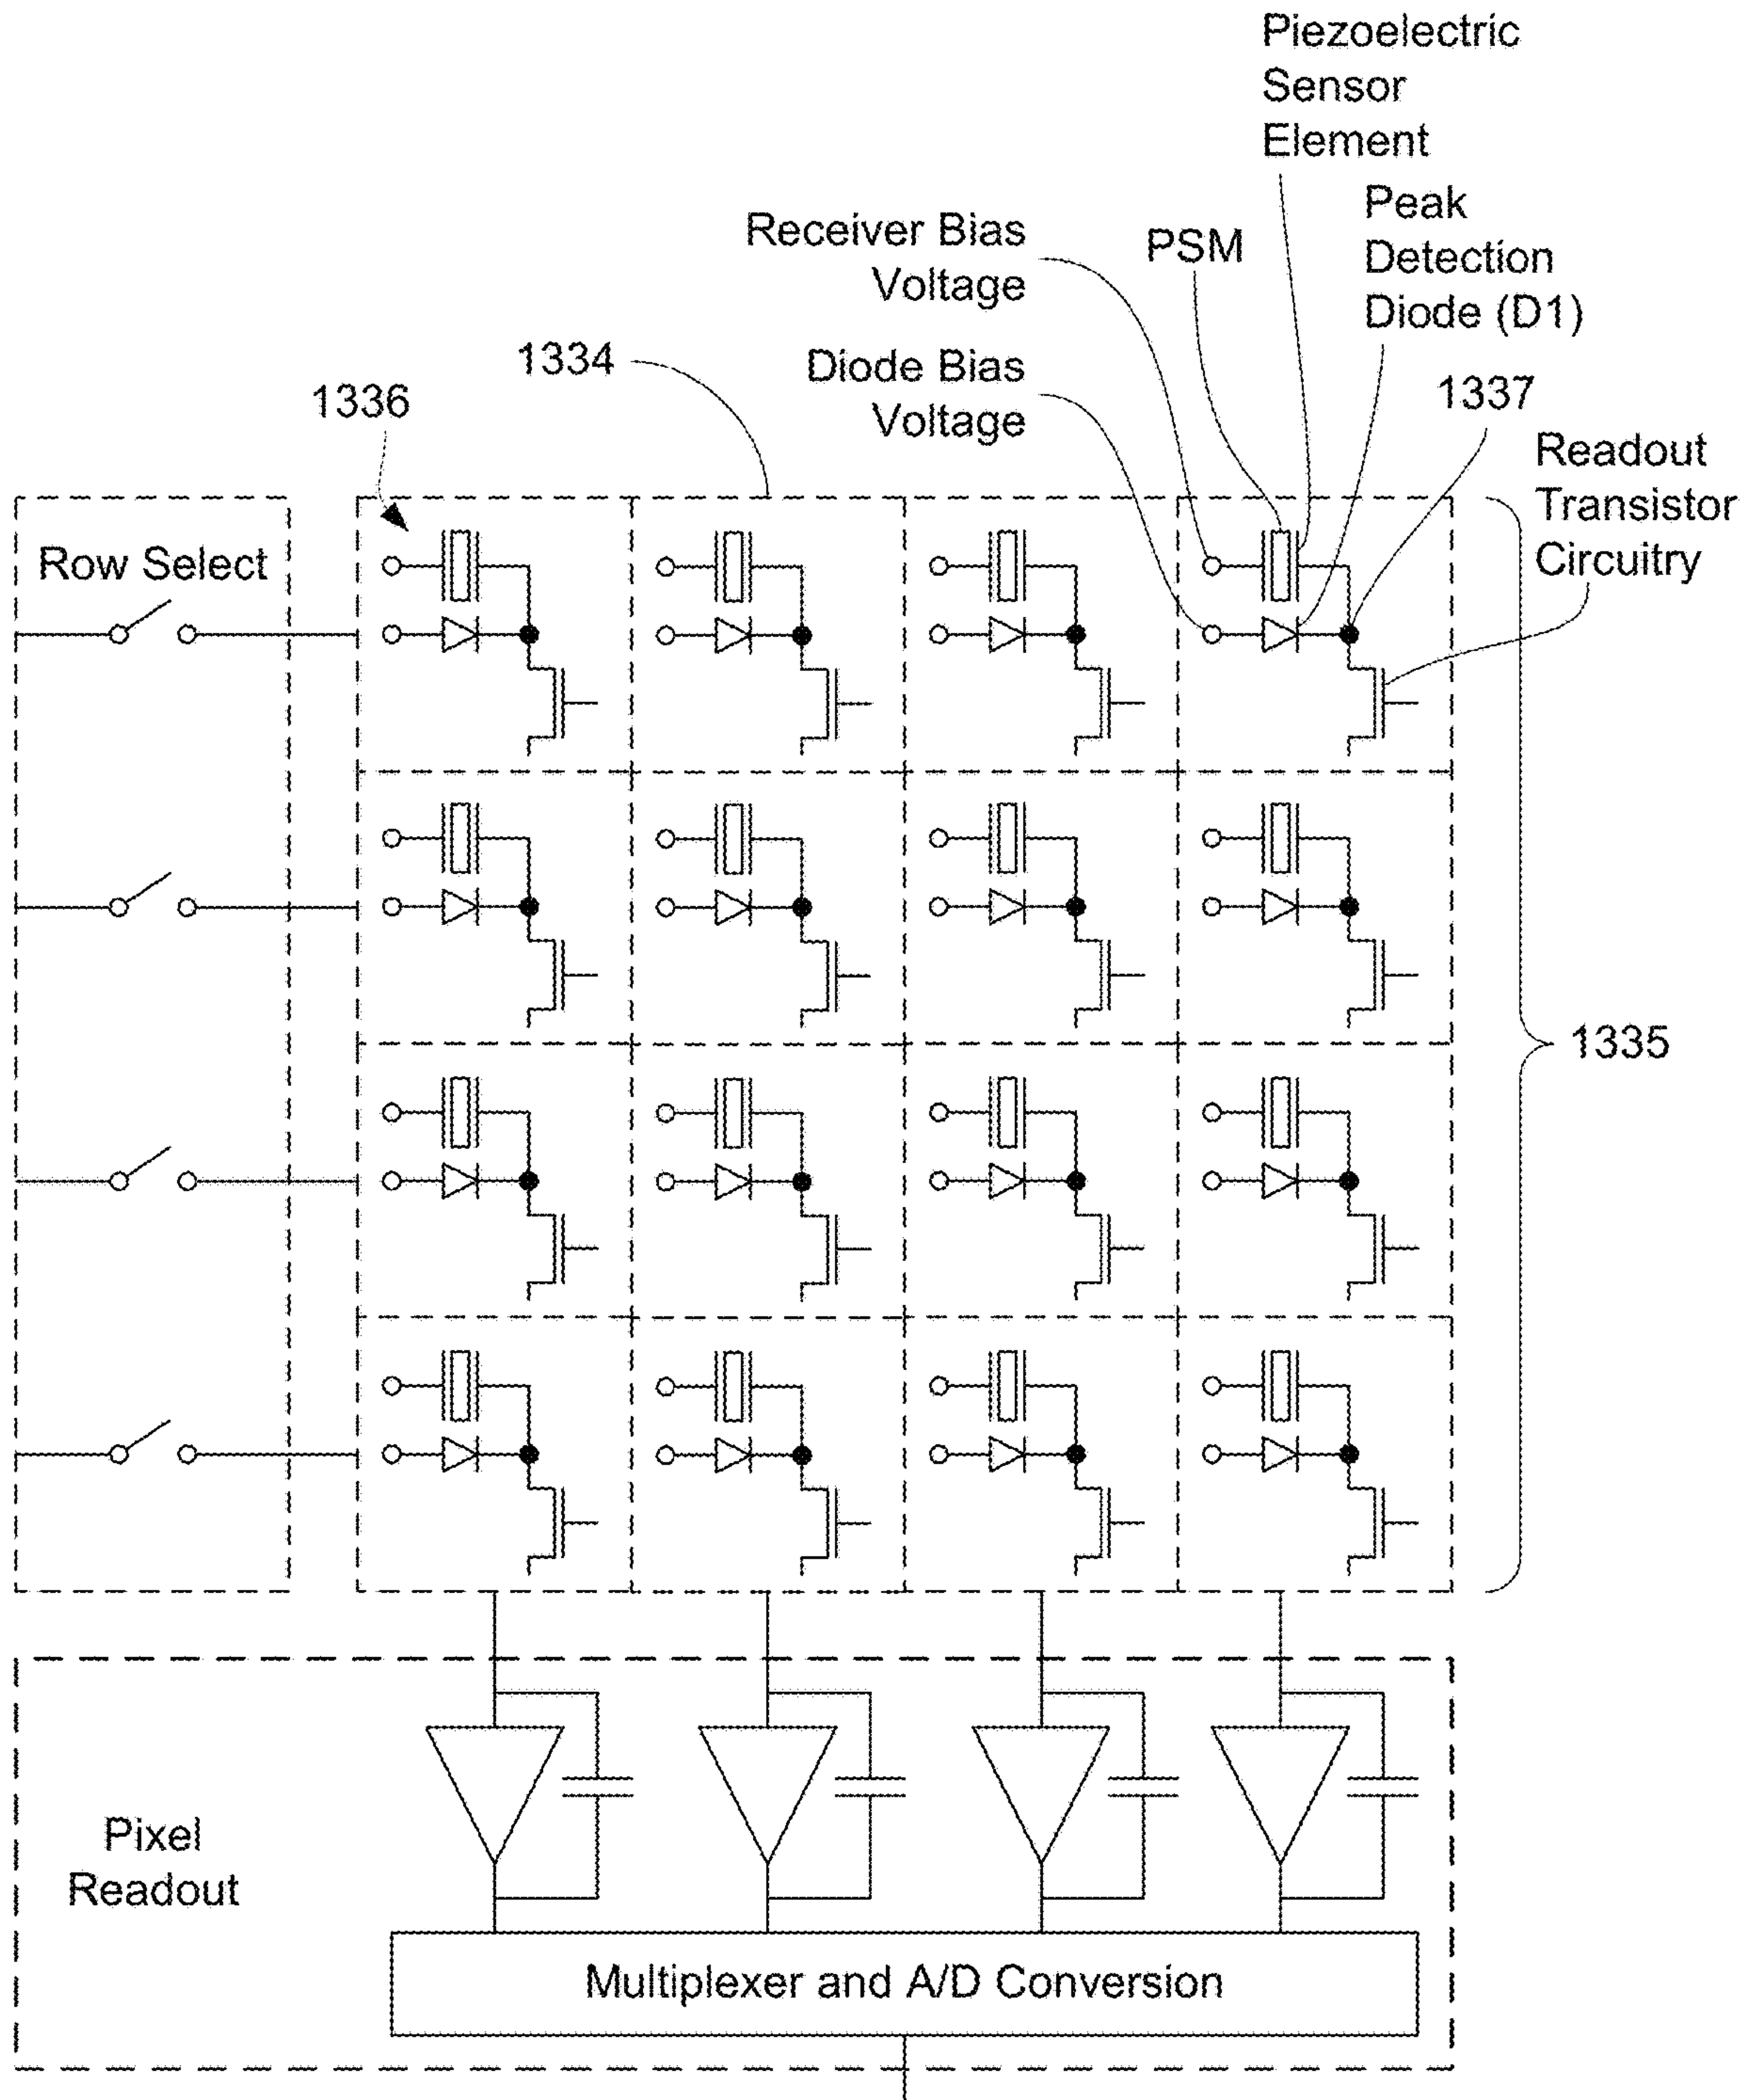 Piezoelectric
Sensor
Element
Peak
Detection
Diode (D1)
Receiver Bias
Voltage
PSM
1334
Diode Bias
Voltage
1336
1337
Readout
Transistor
Circuitry
Row Select
1335
Pixel
Readout
Multiplexer and A/D Conversion